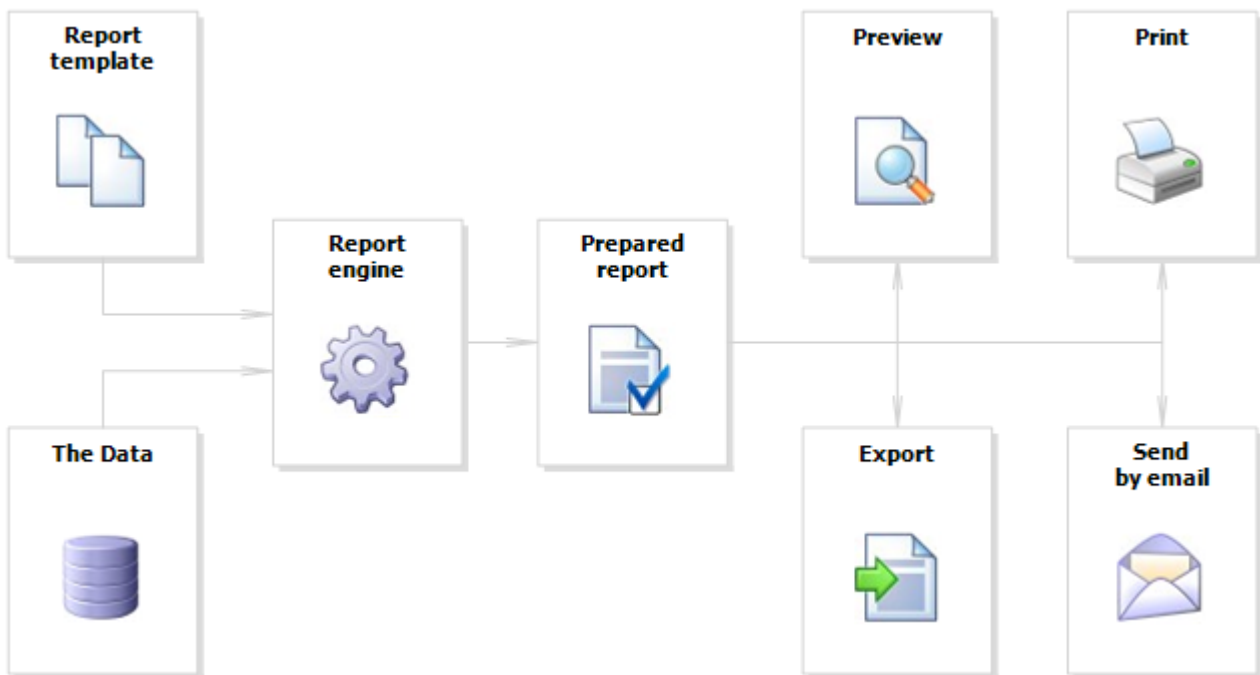 Report
template
Preview
Print
Report
engine
Prepared
report
The Data
Export
Send
by email